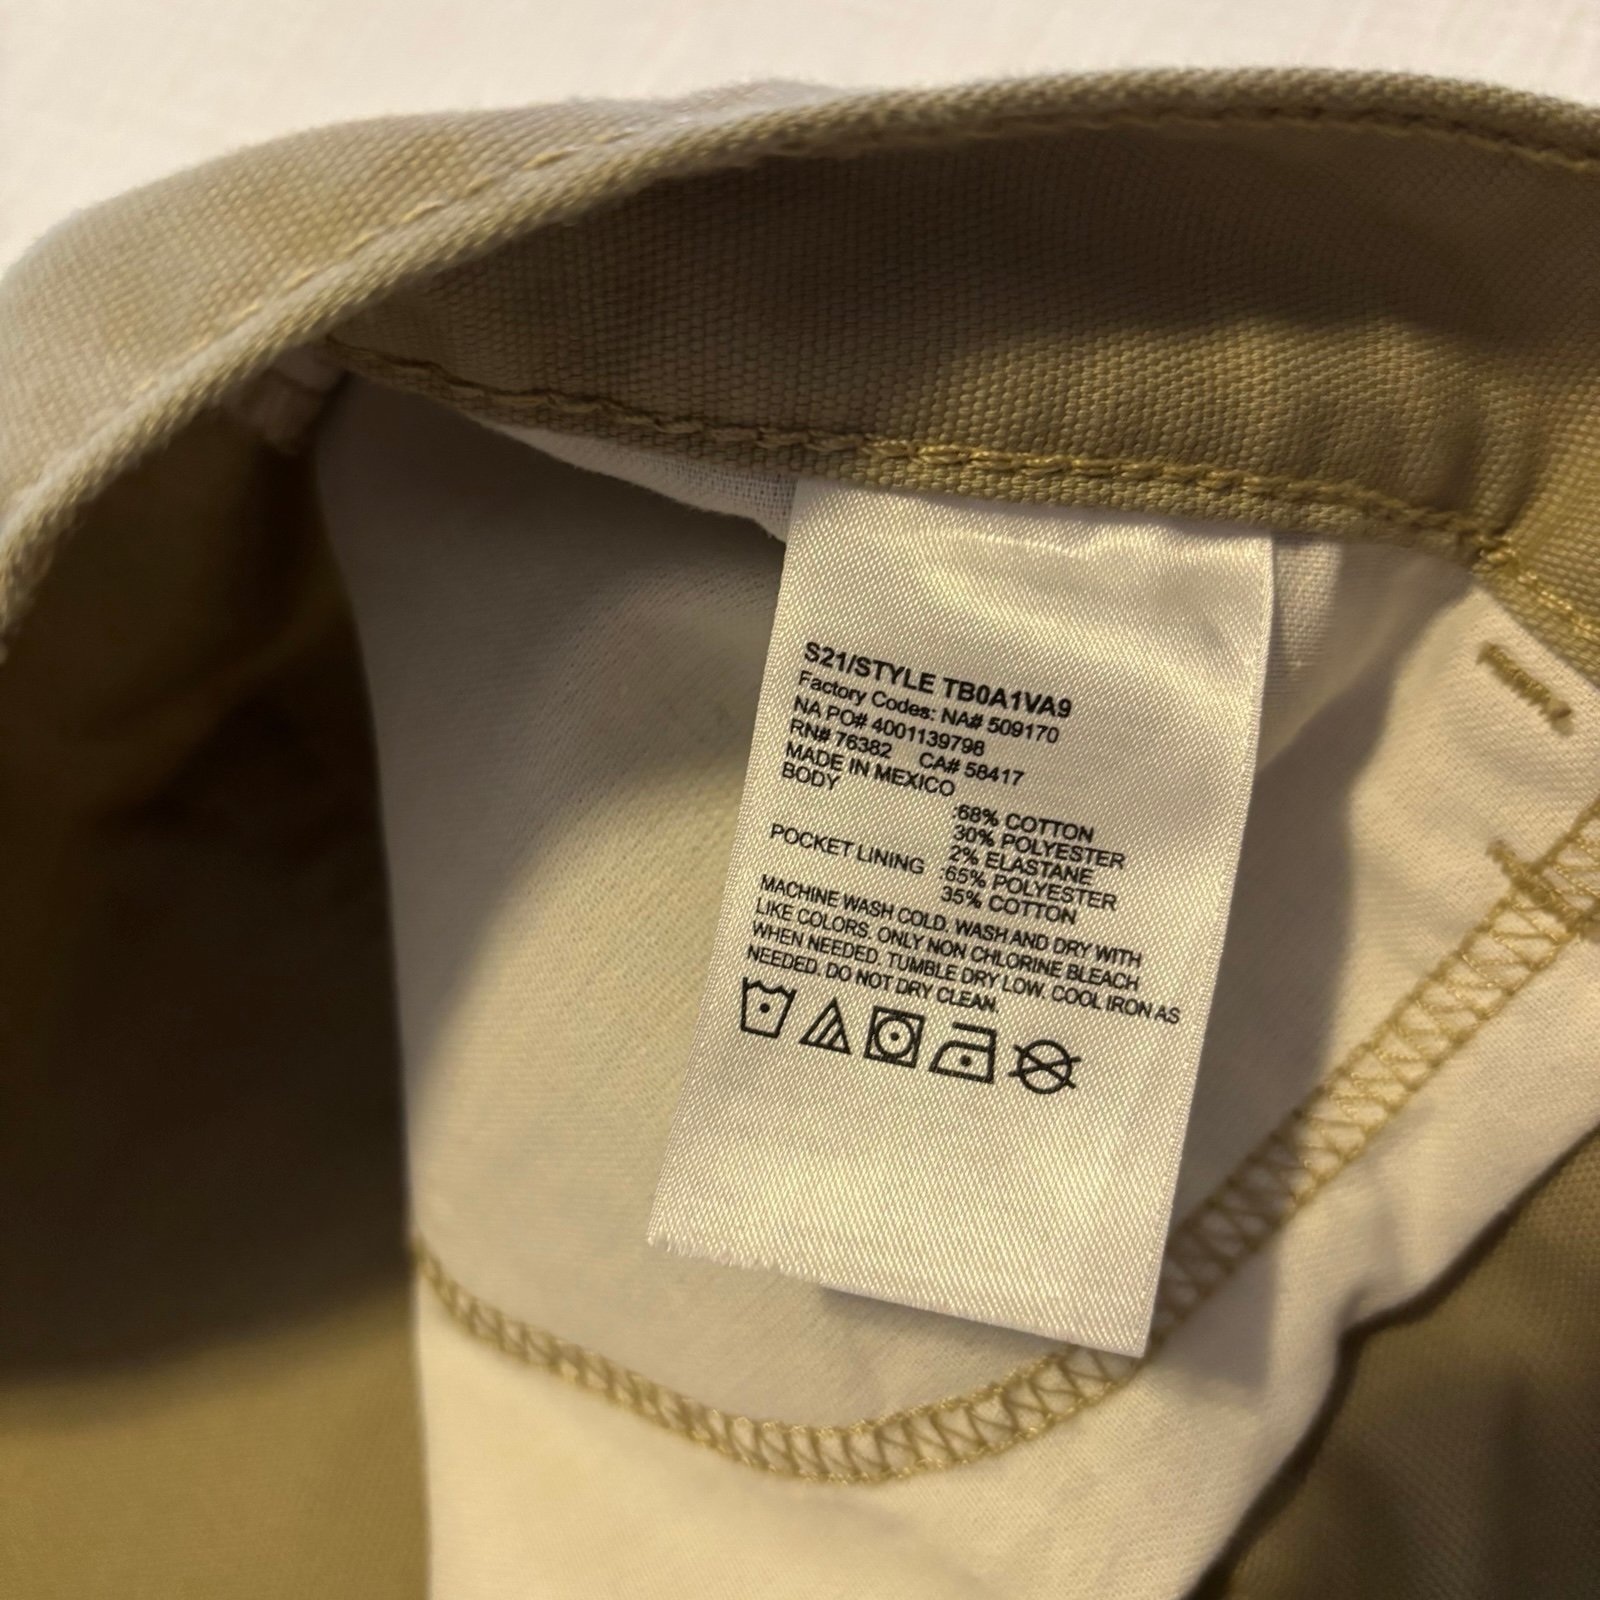 S21/STYLE TB0A1VA9
Factory Codes: NA# 509170
NA PO# 4001139798
RN# 76382 CA# 58417
MADE IN MEXICO
BODY :68% COTTON
30% POLYESTER
2% ELASTANE
POCKET LINING :65% POLYESTER
35% COTTON
MACHINE WASH COLD. WASH AND DRY WITH
LIKE COLORS. ONLY NON CHLORINE BLEACH
WHEN NEEDED. TUMBLE DRY LOW. COOL IRON AS
NEEDED. DO NOT DRY CLEAN.